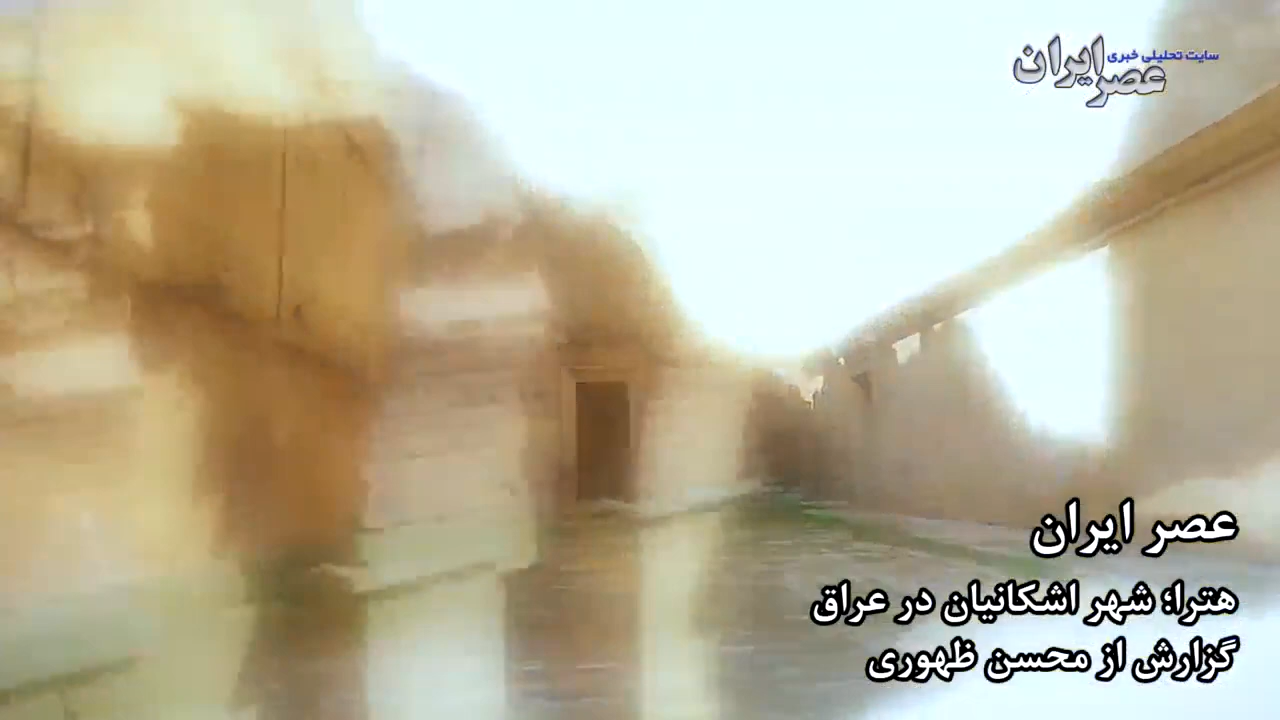 سایت تحلیلی خبری
عصر ایران
عصر ایران
هترا؛ شهر اشکانیان در عراق
گزارش از محسن ظهوری